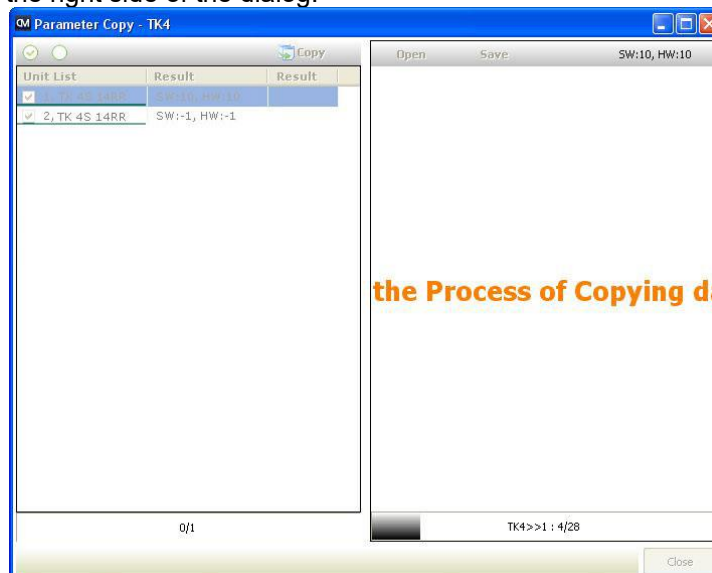 the right side of the dialog.
CM Parameter Copy - TK4
Copy
Unit List Result Result
1, TK 4S 14RR SW:10, HW:10
2, TK 4S 14RR SW:-1, HW:-1
0/1
Open Save SW:10, HW:10
the Process of Copying da
TK4>>1 : 4/28
Close